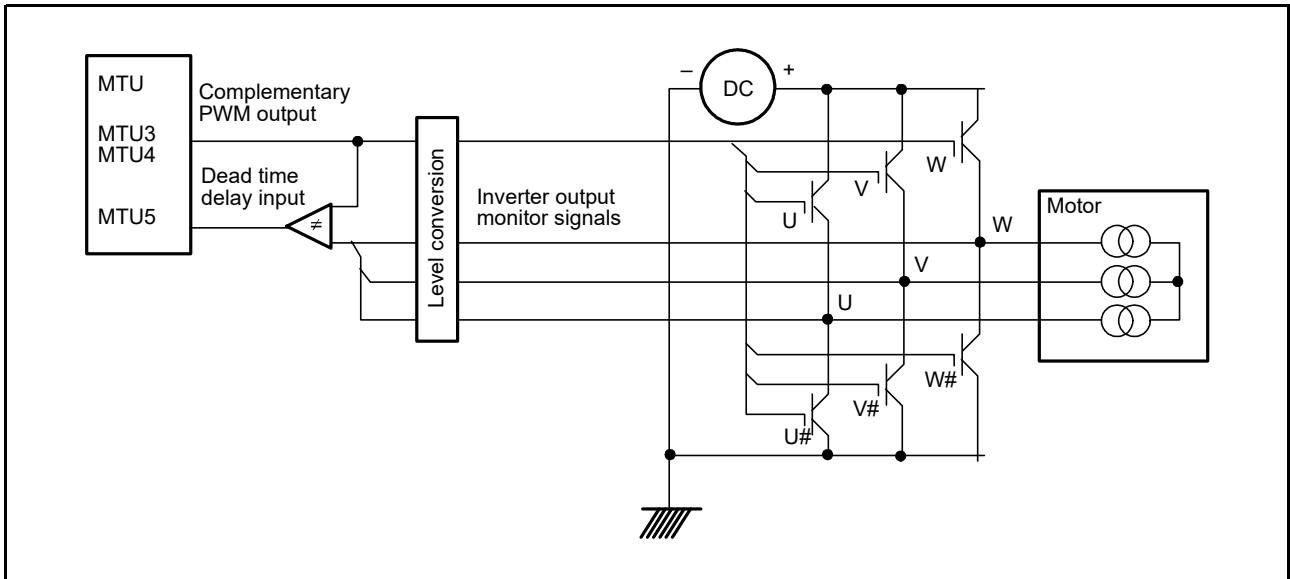 MTU
MTU3
MTU4
MTU5
Complementary
PWM output
Dead time
delay input
≠
Level conversion
Inverter output
monitor signals
–
DC
+
W
V
U
W
V
U
W#
V#
U#
Motor